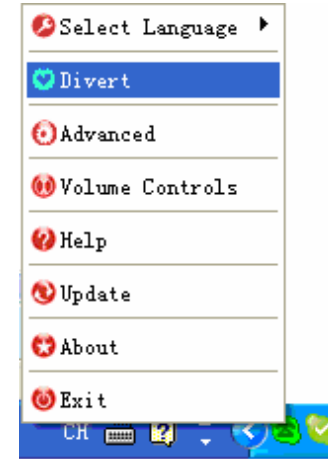 Select Language
Divert
Advanced
Volume Controls
Help
Update
About
Exit
CH